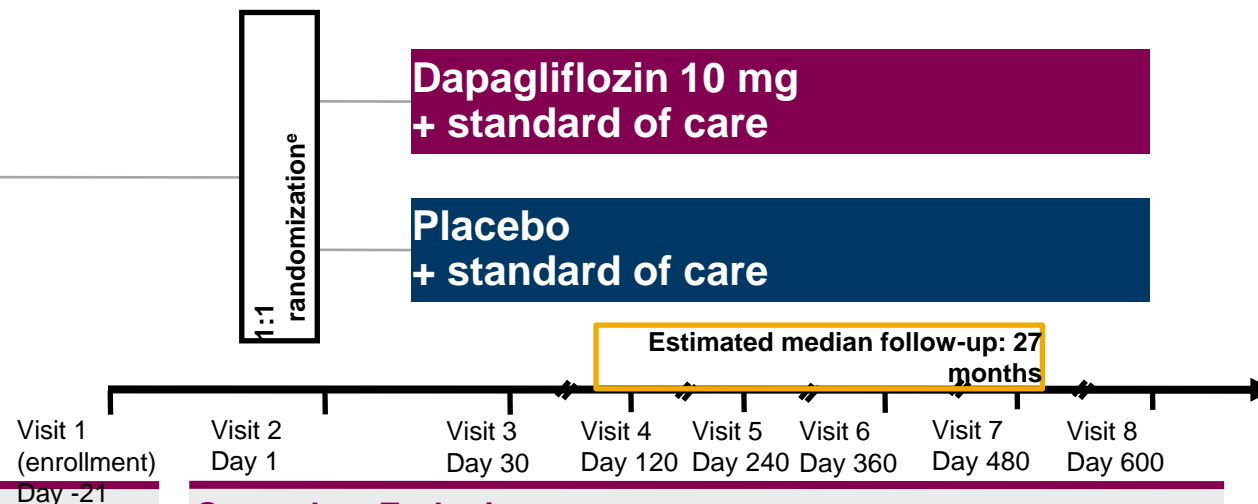 Dapagliflozin 10 mg
+ standard of care
1:1
randomizationᵉ
Placebo
+ standard of care
Estimated median follow-up: 27
months
Visit 1
(enrollment)
Day -21
Visit 2
Day 1
Visit 3
Day 30
Visit 4
Day 120
Visit 5
Day 240
Visit 6
Day 360
Visit 7
Day 480
Visit 8
Day 600